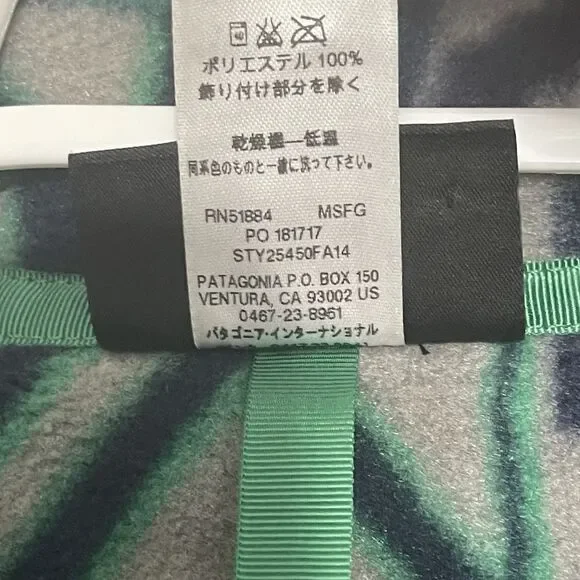 40
ポリエステル 100%
飾り付け部分を除く
乾燥機—低温
同系色のものと一緒に洗って下さい。
RN51884 MSFG
PO 181717
STY25450FA14
PATAGONIA P.O. BOX 150
VENTURA, CA 93002 US
0467-23-8961
パタゴニア・インターナショナル